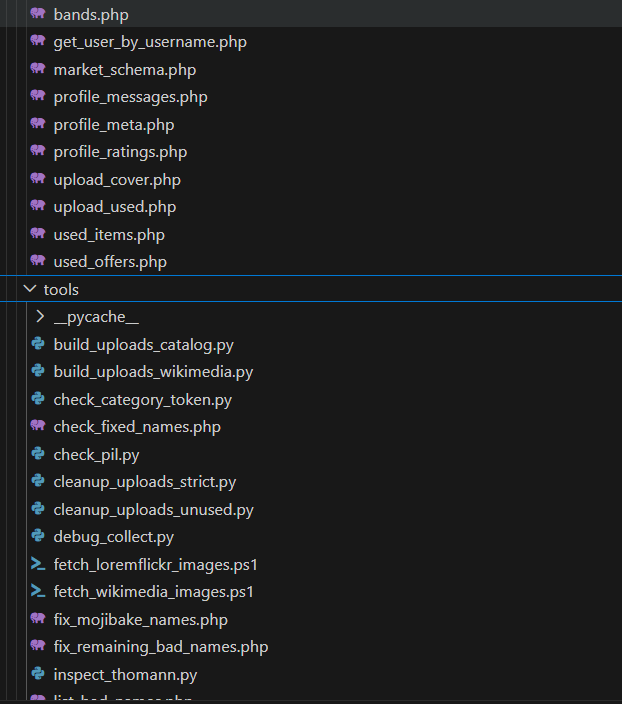 bands.php
get_user_by_username.php
market_schema.php
profile_messages.php
profile_meta.php
profile_ratings.php
upload_cover.php
upload_used.php
used_items.php
used_offers.php
tools
__pycache__
build_uploads_catalog.py
build_uploads_wikimedia.py
check_category_token.py
check_fixed_names.php
check_pil.py
cleanup_uploads_strict.py
cleanup_uploads_unused.py
debug_collect.py
fetch_loremflickr_images.ps1
fetch_wikimedia_images.ps1
fix_mojibake_names.php
fix_remaining_bad_names.php
inspect_thomann.py
list_bad_names.php